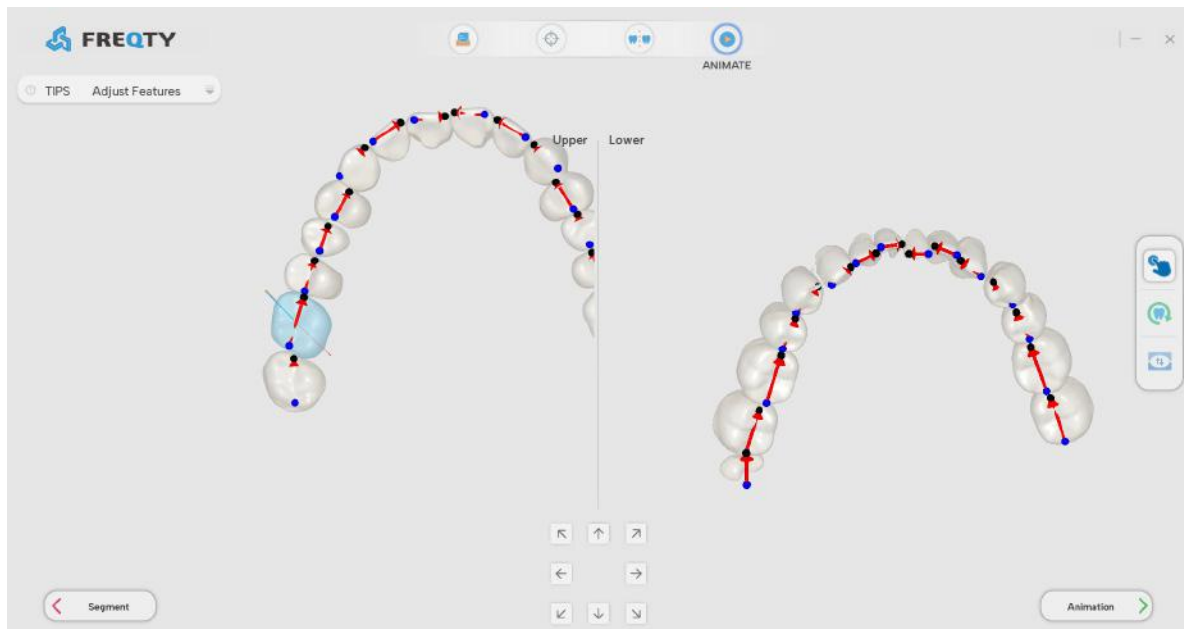 FREQTY
ANIMATE
TIPS Adjust Features
Upper Lower
Segment
Animation